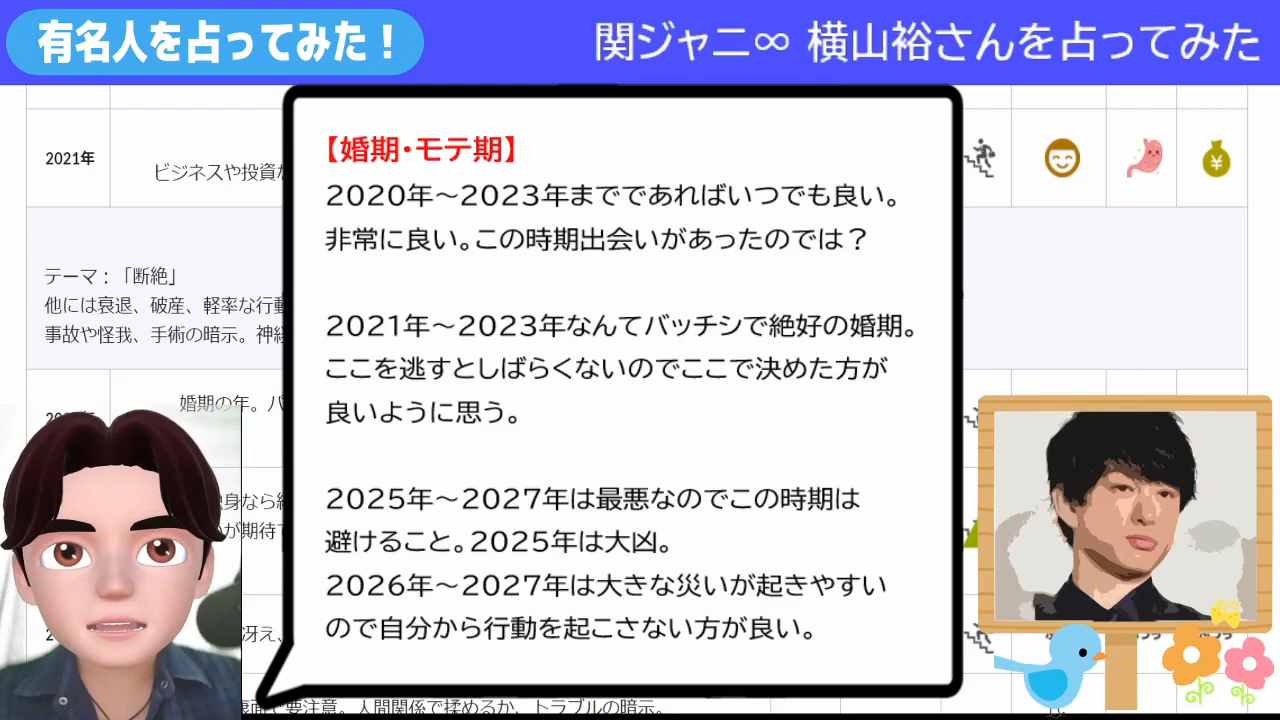 有名人を占ってみた!
関ジャニ∞ 横山裕さんを占ってみた
【婚期・モテ期】
2020年～2023年までであればいつでも良い。
非常に良い。この時期出会いがあったのでは？
2021年～2023年なんてバッチシで絶好の婚期。
ここを逃すとしばらくないのでここで決めた方が
良いように思う。
2025年～2027年は最悪なのでこの時期は
避けること。2025年は大凶。
2026年～2027年は大きな災いが起きやすい
ので自分から行動を起こさない方が良い。
2021年
ビジネスや投資
テーマ：「断絶」
他には衰退、破産、軽率な行動
事故や怪我、手術の暗示。神経
婚期の年。
身なら
が期待
冴え、
要注意。人間関係で揉めるか、トラブルの暗示。